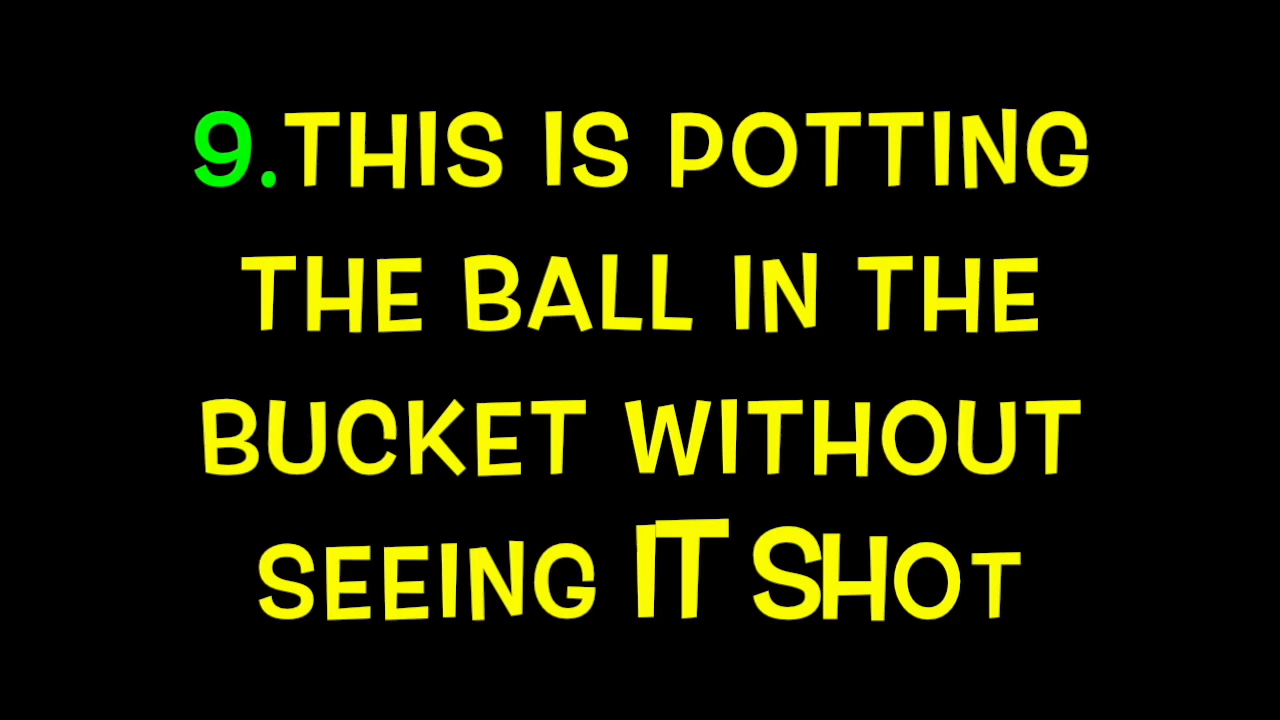 9.THIS IS POTTING
THE BALL IN THE
BUCKET WITHOUT
SEEING IT SHOT